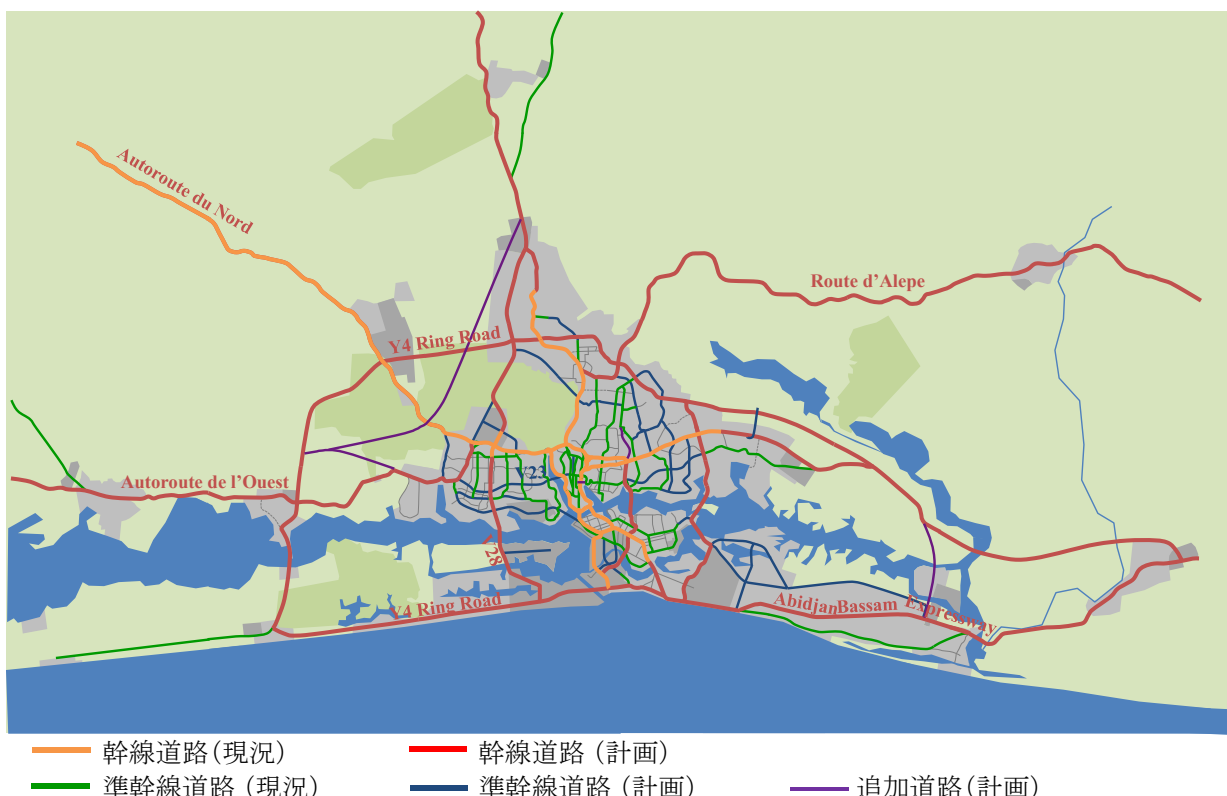 Autoroute du Nord
Route d'Alepe
Y4 Ring Road
Autoroute de l'Ouest
Y23
Y28
Y4 Ring Road
AbidjanBassam Expressway
幹線道路(現況)
幹線道路 (計画)
準幹線道路 (現況)
準幹線道路 (計画)
追加道路(計画)